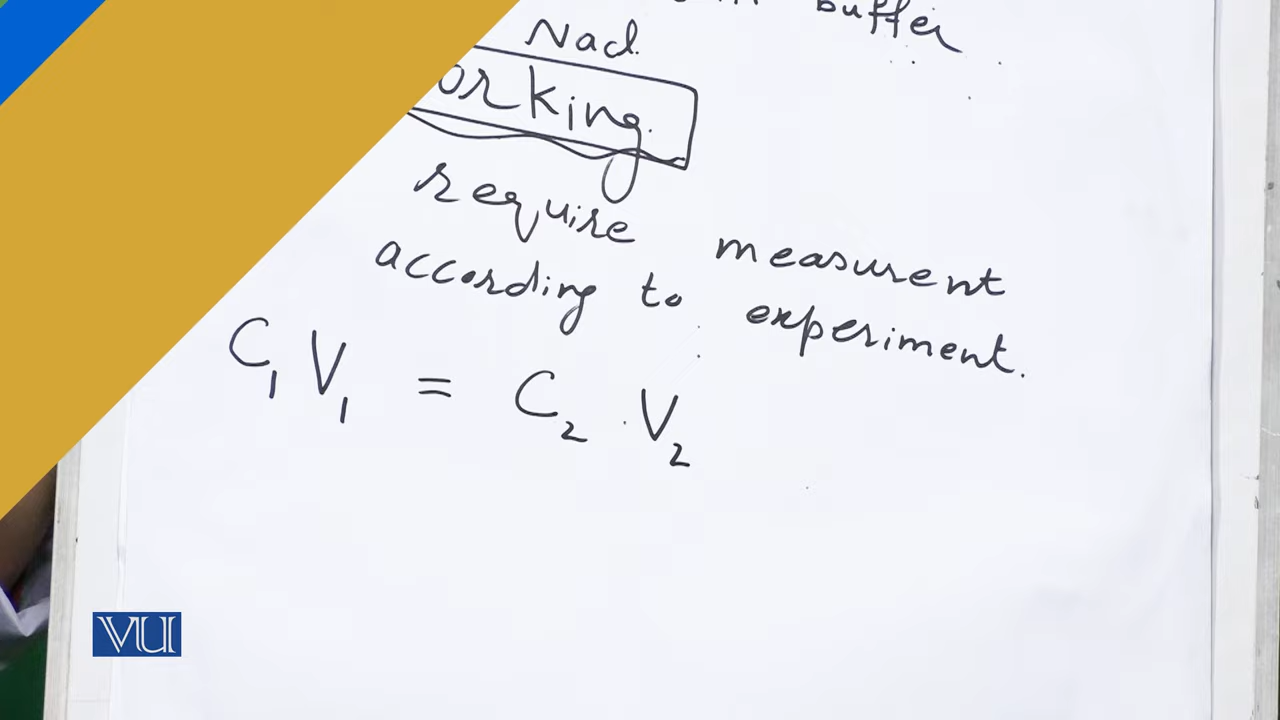 buffer
Nacl.
orking.
require measurent
according to experiment.
C₁ V₁ = C₂ . V₂
VU